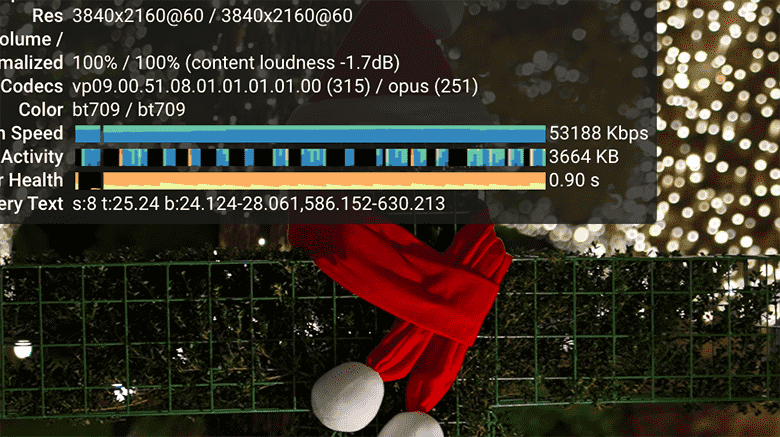 Res 3840x2160@60 / 3840x2160@60
olume /
malized 100% / 100% (content loudness -1.7dB)
Codecs vp09.00.51.08.01.01.01.01.00 (315) / opus (251)
Color bt709 / bt709
n Speed 53188 Kbps
Activity 3664 KB
r Health 0.90 s
ery Text s:8 t:25.24 b:24.124-28.061,586.152-630.213